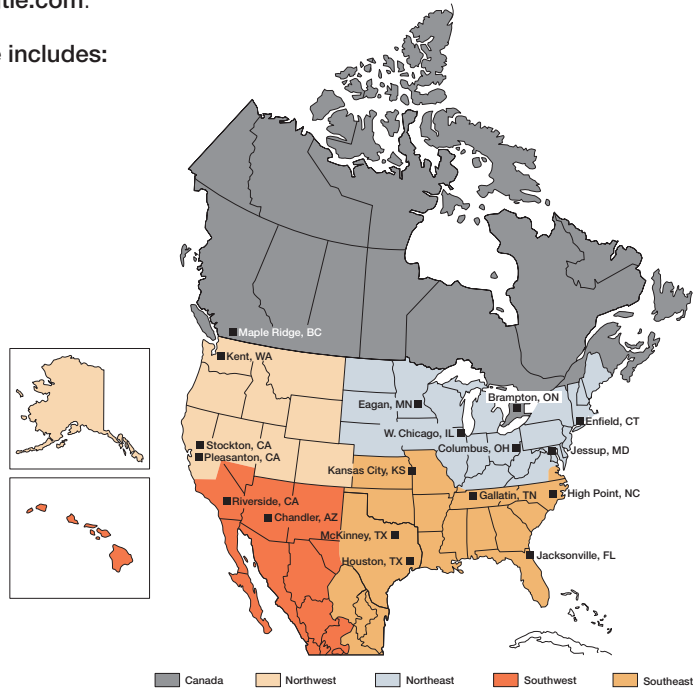 tie.com.
includes:
Maple Ridge, BC
Kent, WA
Brampton, ON
Eagan, MN
Enfield, CT
W. Chicago, IL
Stockton, CA
Columbus, OH
Jessup, MD
Pleasanton, CA
Kansas City, KS
Gallatin, TN
High Point, NC
Riverside, CA
Chandler, AZ
McKinney, TX
Jacksonville, FL
Houston, TX
Canada
Northwest
Northeast
Southwest
Southeast